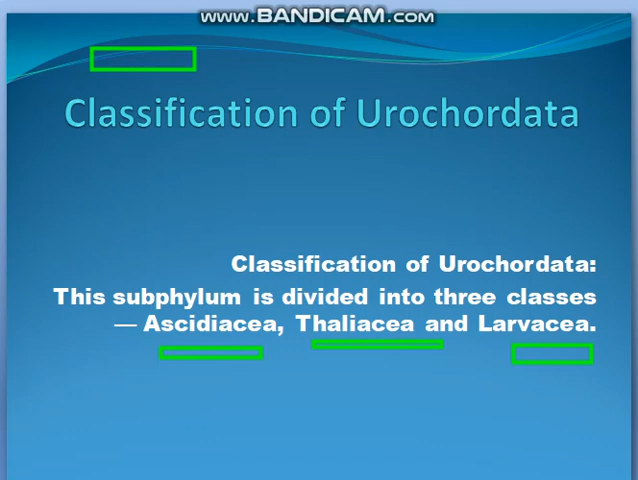 www.BANDICAM.com
Classification of Urochordata
Classification of Urochordata:
This subphylum is divided into three classes
— Ascidiacea, Thaliacea and Larvacea.